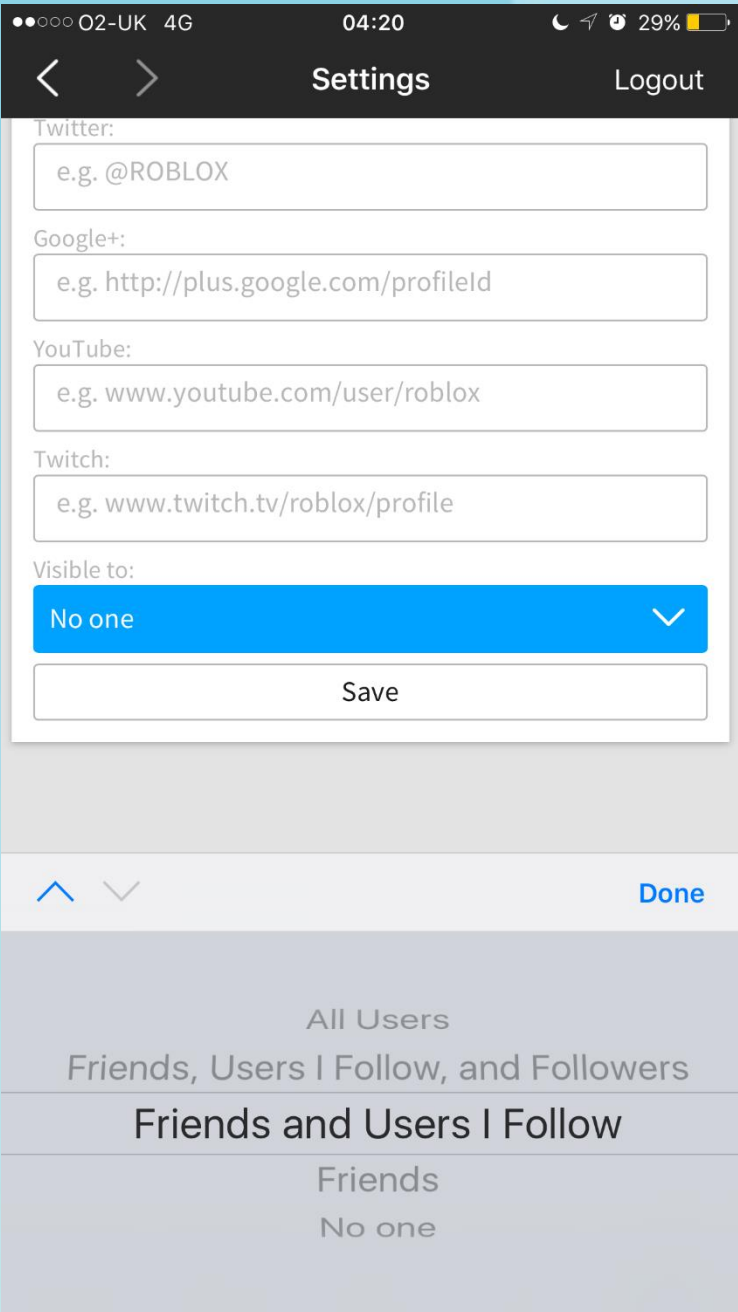 O2-UK 4G 04:20 29%
Settings Logout
Twitter:
e.g. @ROBLOX
Google+:
e.g. http://plus.google.com/profileId
YouTube:
e.g. www.youtube.com/user/roblox
Twitch:
e.g. www.twitch.tv/roblox/profile
Visible to:
No one
Save
Done
All Users
Friends, Users I Follow, and Followers
Friends and Users I Follow
Friends
No one